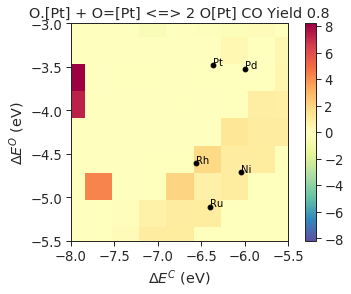 O.[Pt] + O=[Pt] <=> 2 O[Pt] CO Yield 0.8
−3.0
−3.5
−4.0
−4.5
−5.0
−5.5
ΔE^O (eV)
−8.0 −7.5 −7.0 −6.5 −6.0 −5.5
ΔE^C (eV)
Pt
Pd
Rh
Ni
Ru
8
6
4
2
0
−2
−4
−6
−8